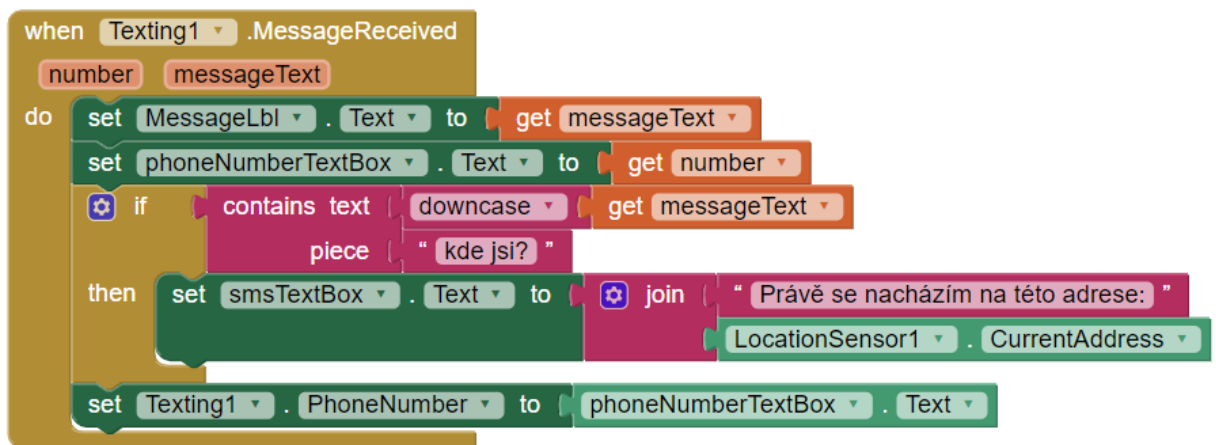 when Texting1 .MessageReceived
number messageText
do set MessageLbl . Text to get messageText
set phoneNumberTextBox . Text to get number
if contains text downcase get messageText
piece " kde jsi? "
then set smsTextBox . Text to join " Právě se nacházím na této adrese: "
LocationSensor1 . CurrentAddress
set Texting1 . PhoneNumber to phoneNumberTextBox . Text